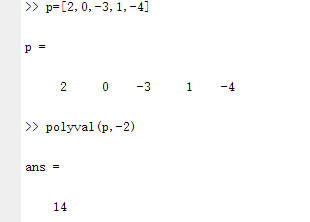 >> p=[2,0,-3,1,-4]
p =
2 0 -3 1 -4
>> polyval(p,-2)
ans =
14